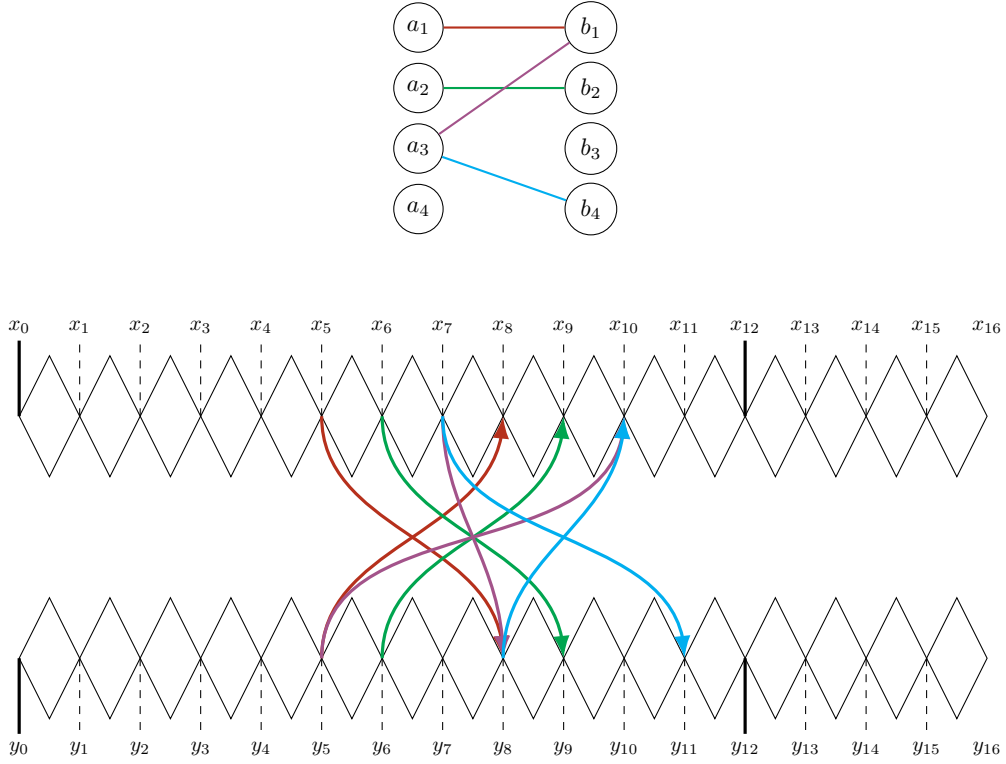 a₁ b₁
a₂ b₂
a₃ b₃
a₄ b₄
x₀ x₁ x₂ x₃ x₄ x₅ x₆ x₇ x₈ x₉ x₁₀ x₁₁ x₁₂ x₁₃ x₁₄ x₁₅ x₁₆
y₀ y₁ y₂ y₃ y₄ y₅ y₆ y₇ y₈ y₉ y₁₀ y₁₁ y₁₂ y₁₃ y₁₄ y₁₅ y₁₆